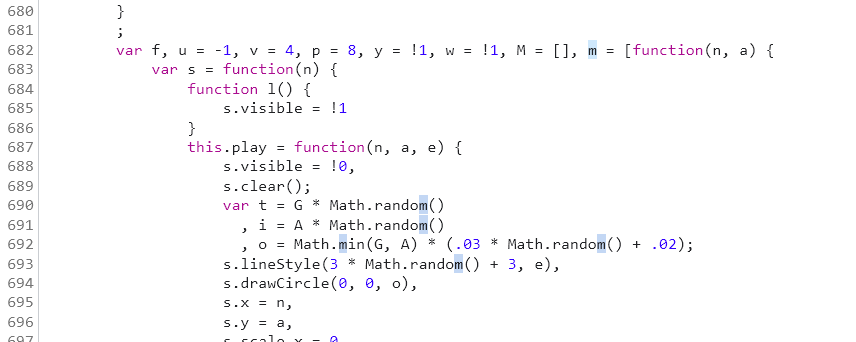 680 }
681 ;
682 var f, u = -1, v = 4, p = 8, y = !1, w = !1, M = [], m = [function(n, a) {
683 var s = function(n) {
684 function l() {
685 s.visible = !1
686 }
687 this.play = function(n, a, e) {
688 s.visible = !0,
689 s.clear();
690 var t = G * Math.random()
691 , i = A * Math.random()
692 , o = Math.min(G, A) * (.03 * Math.random() + .02);
693 s.lineStyle(3 * Math.random() + 3, e),
694 s.drawCircle(0, 0, o),
695 s.x = n,
696 s.y = a,
697 s.scale.x = 0